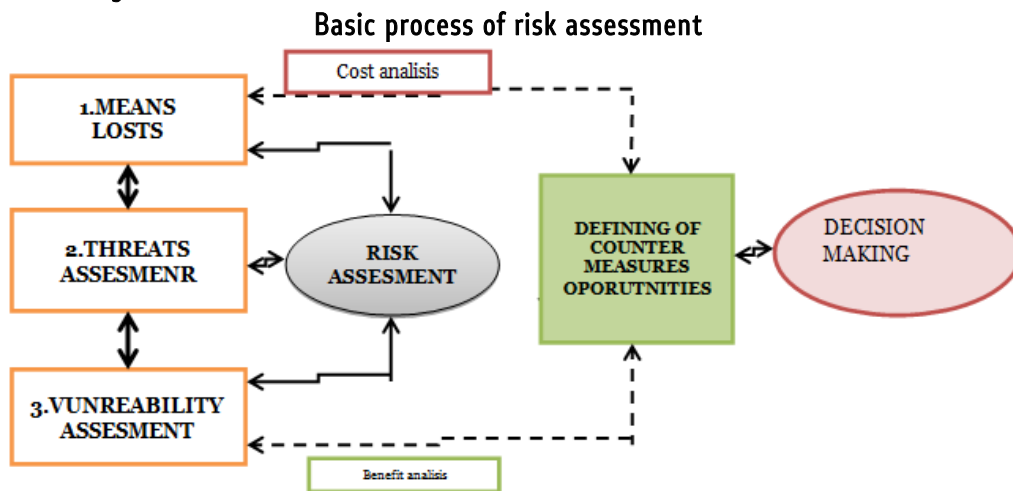 Basic process of risk assessment
Cost analisis
1.MEANS
LOSTS
2.THREATS
ASSESMENR
RISK
ASSESMENT
DEFINING OF
COUNTER
MEASURES
OPORUTNITIES
DECISION
MAKING
3.VUNREABILITY
ASSESMENT
Benefit analisis